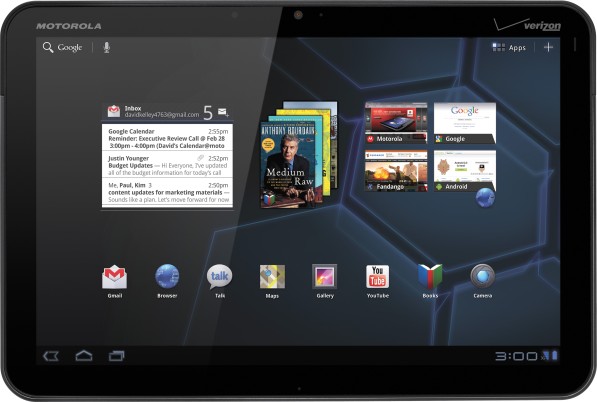 MOTOROLA
verizon
Google
Apps
Inbox
davidkelley4763@gmail.com
5
Google Calendar 2:55pm
Reminder: Executive Review Call @ Feb 28
3:00pm - 4:00pm (David's Calendar@moto
Justin Younger 2:52pm
Budget Updates — Hi Everyone, I've updated
all of the budget information for today's call
Me, Paul, Kim 3 2:50pm
content updates for marketing materials —
Sounds like a plan. Let's move forward now
ANTHONY BOURDAIN
Medium
Raw
Motorola
Google
Google
Fandango
Android
talk
You
Tube
Gmail
Browser
Talk
Maps
Gallery
YouTube
Books
Camera
3:00